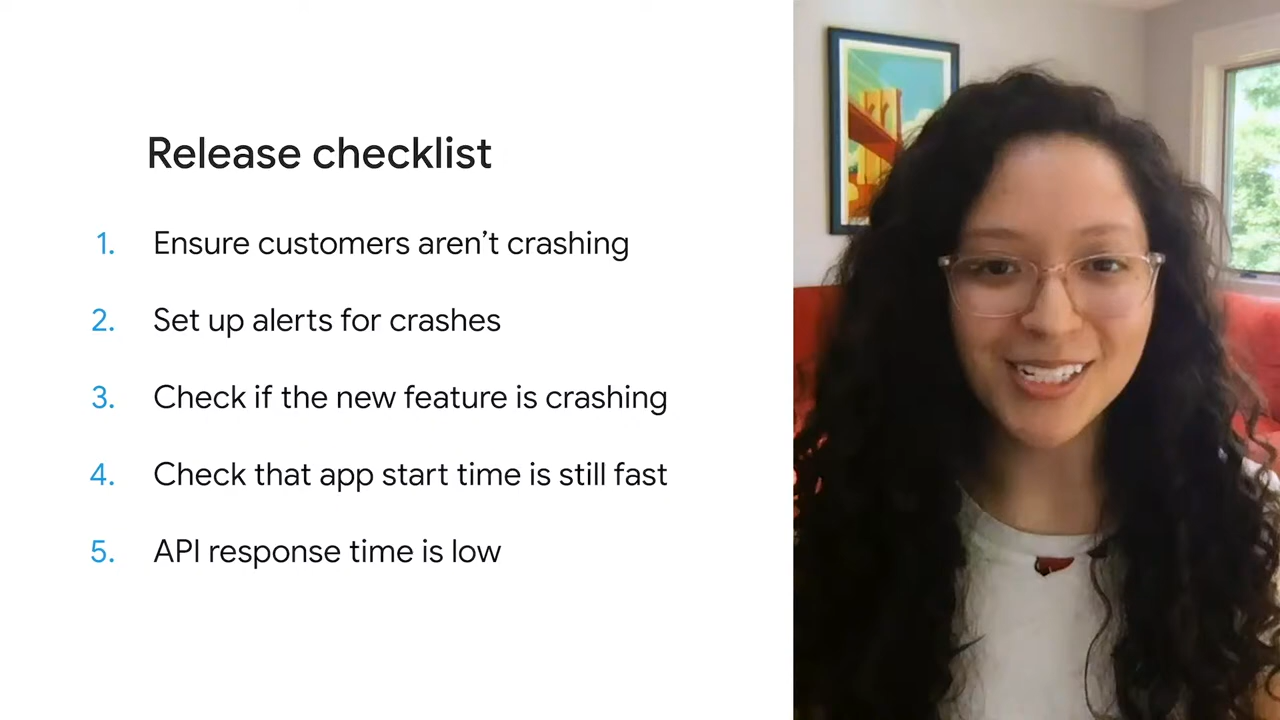 Release checklist
1. Ensure customers aren’t crashing
2. Set up alerts for crashes
3. Check if the new feature is crashing
4. Check that app start time is still fast
5. API response time is low